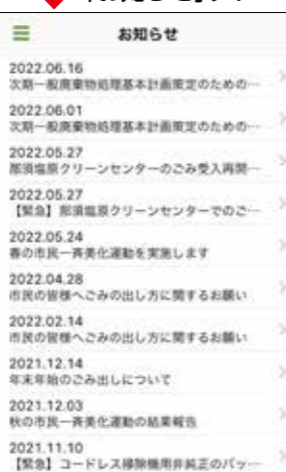 お知らせ
2022.06.16
次期一般廃棄物処理基本計画策定のための…
2022.06.01
次期一般廃棄物処理基本計画策定のための…
2022.05.27
那須塩原クリーンセンターのごみ受入再開…
2022.05.27
【緊急】那須塩原クリーンセンターでのご…
2022.05.24
春の市民一斉美化運動を実施します
2022.04.28
市民の皆様へごみの出し方に関するお願い
2022.02.14
市民の皆様へごみの出し方に関するお願い
2021.12.14
年末年始のごみ出しについて
2021.12.03
秋の市民一斉美化運動の結果報告
2021.11.10
【緊急】コードレス掃除機用非純正のバッ…